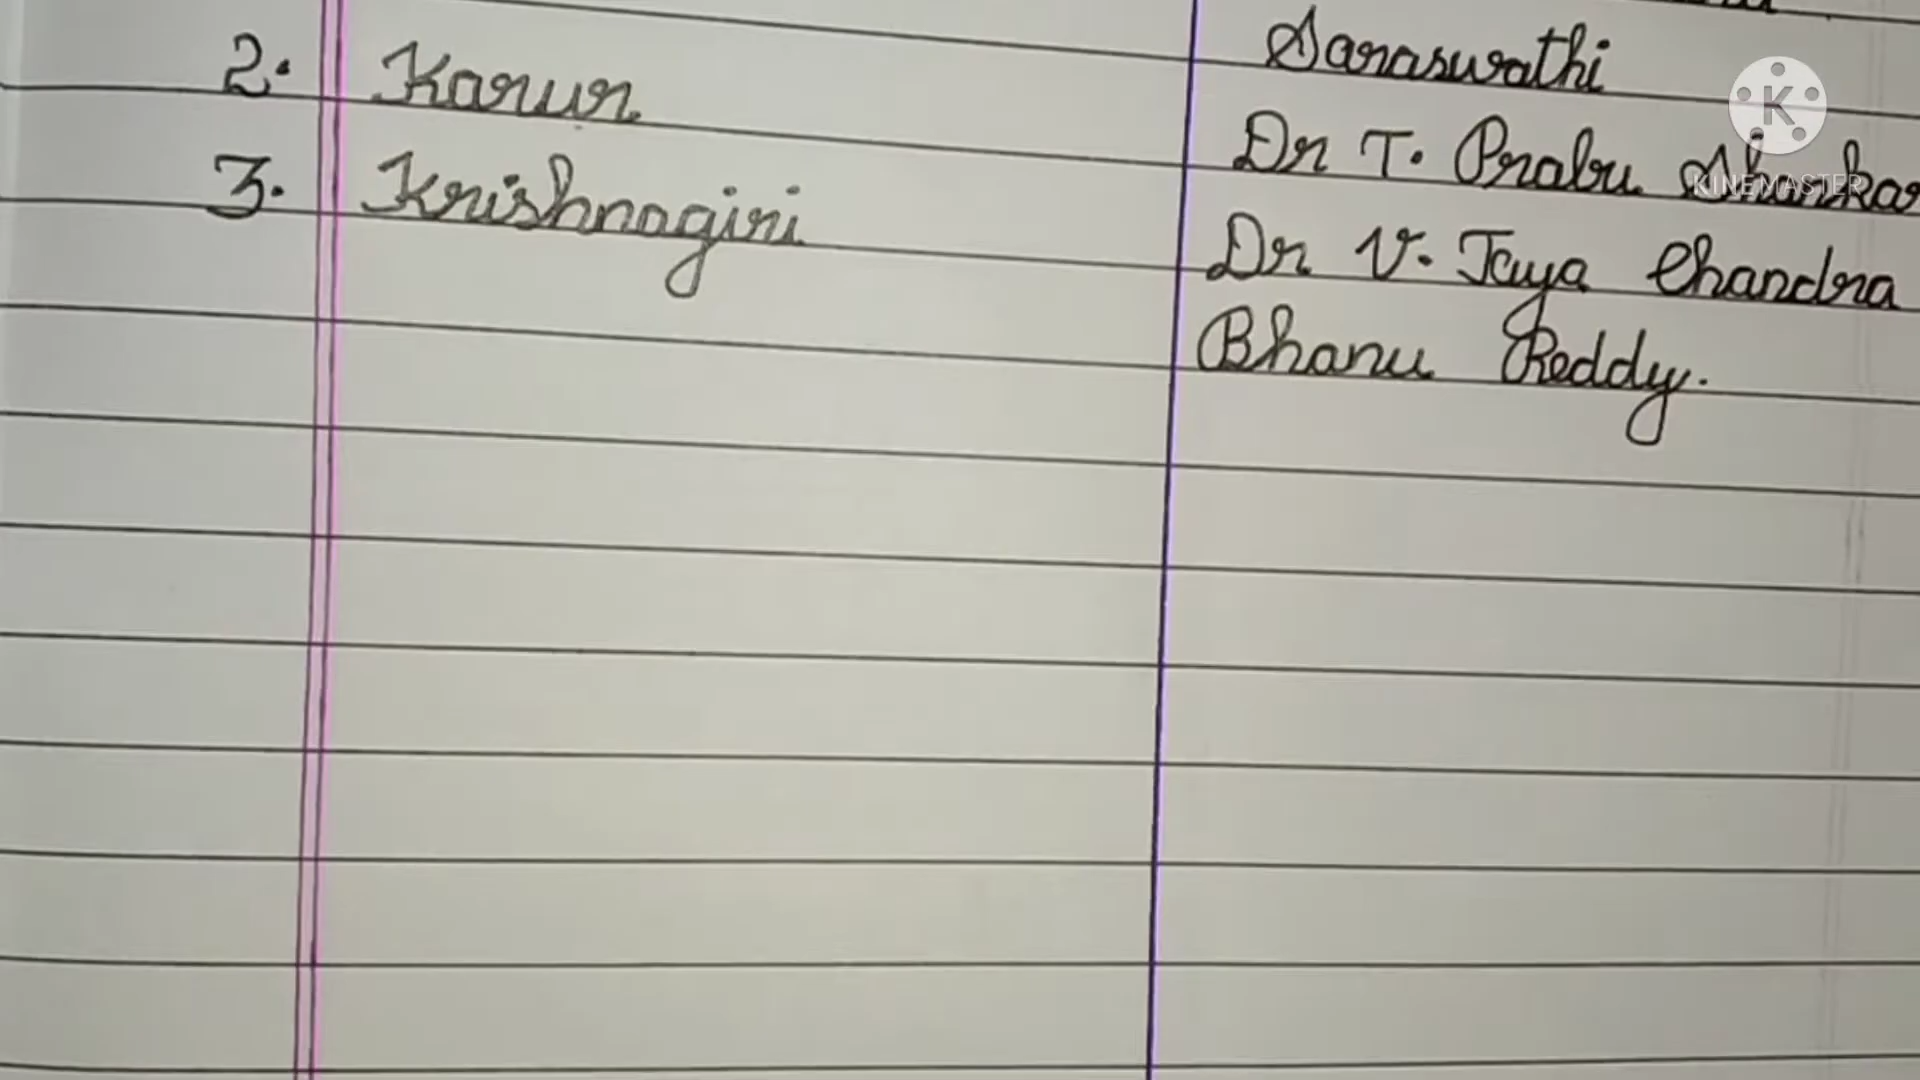 Saraswathi
2. Karur
Dr T. Prabu Shankar
3. Krishnagiri
Dr V. Jaya Chandra
Bhanu Reddy.
K
KINEMASTER